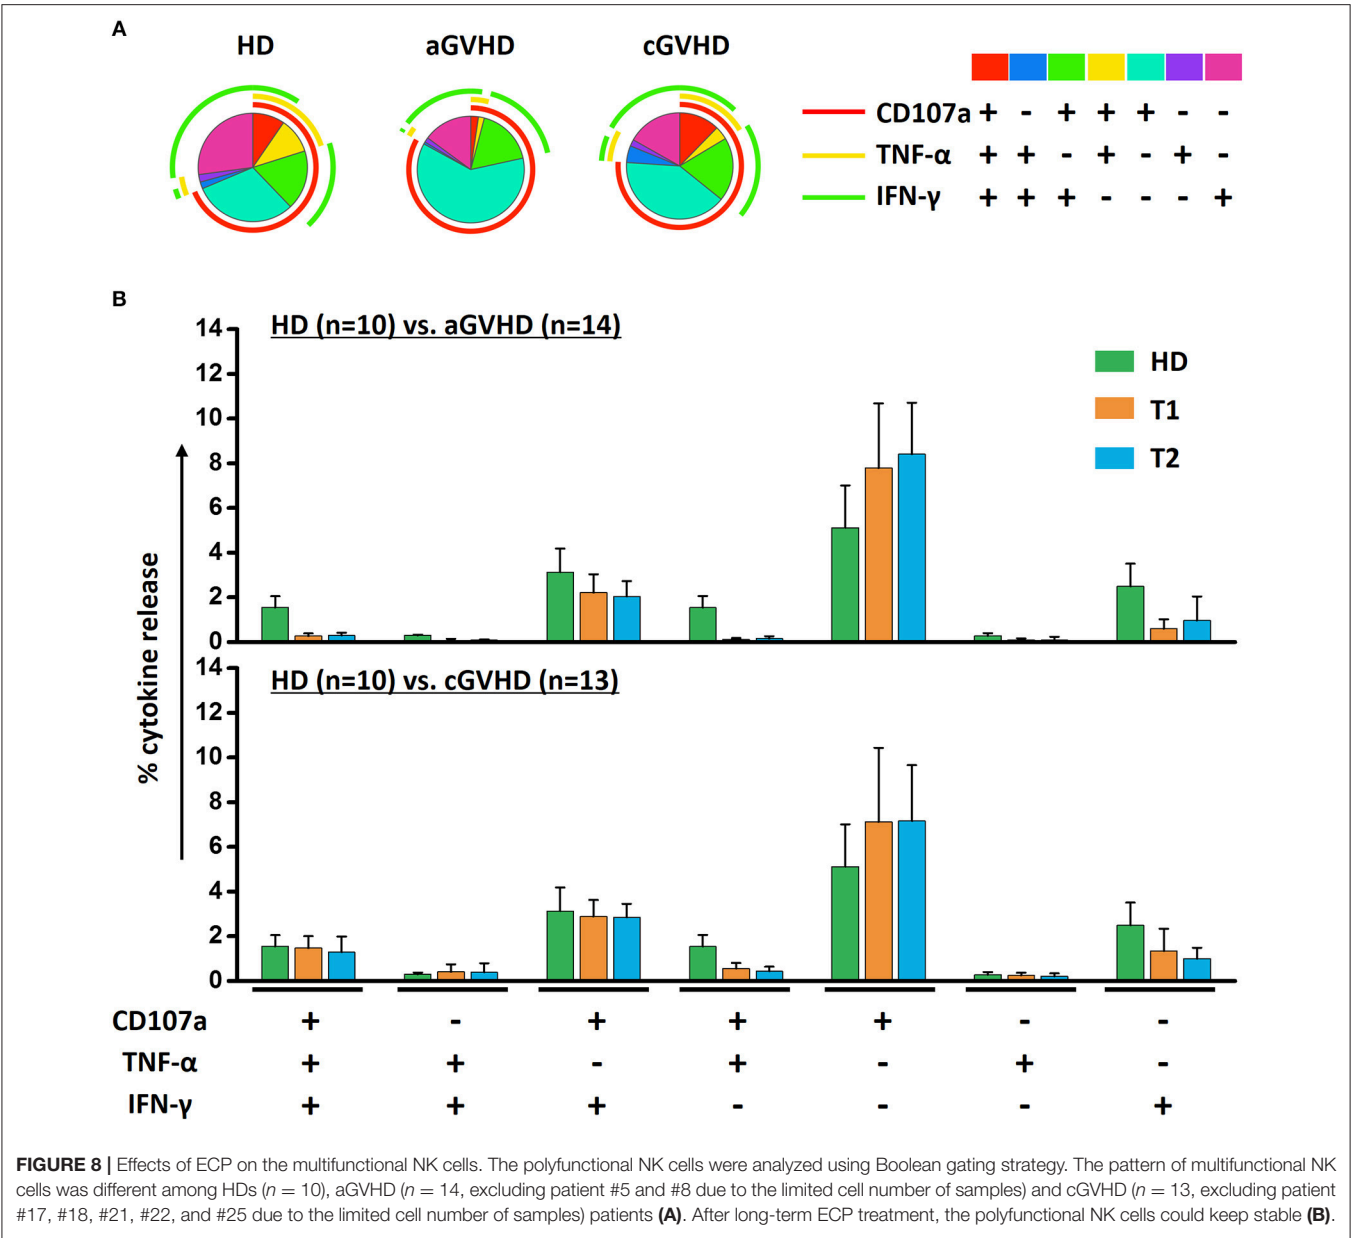 A
HD
aGVHD
cGVHD
CD107a + - + + + - -
TNF-α + + - + - + -
IFN-γ + + + - - - +
B
HD (n=10) vs. aGVHD (n=14)
14
12
10
8
6
4
2
0
HD
T1
T2
% cytokine release
HD (n=10) vs. cGVHD (n=13)
14
12
10
8
6
4
2
0
CD107a + - + + + - -
TNF-α + + - + - + -
IFN-γ + + + - - - +
FIGURE 8 | Effects of ECP on the multifunctional NK cells. The polyfunctional NK cells were analyzed using Boolean gating strategy. The pattern of multifunctional NK
cells was different among HDs (n = 10), aGVHD (n = 14, excluding patient #5 and #8 due to the limited cell number of samples) and cGVHD (n = 13, excluding patient
#17, #18, #21, #22, and #25 due to the limited cell number of samples) patients (A). After long-term ECP treatment, the polyfunctional NK cells could keep stable (B).